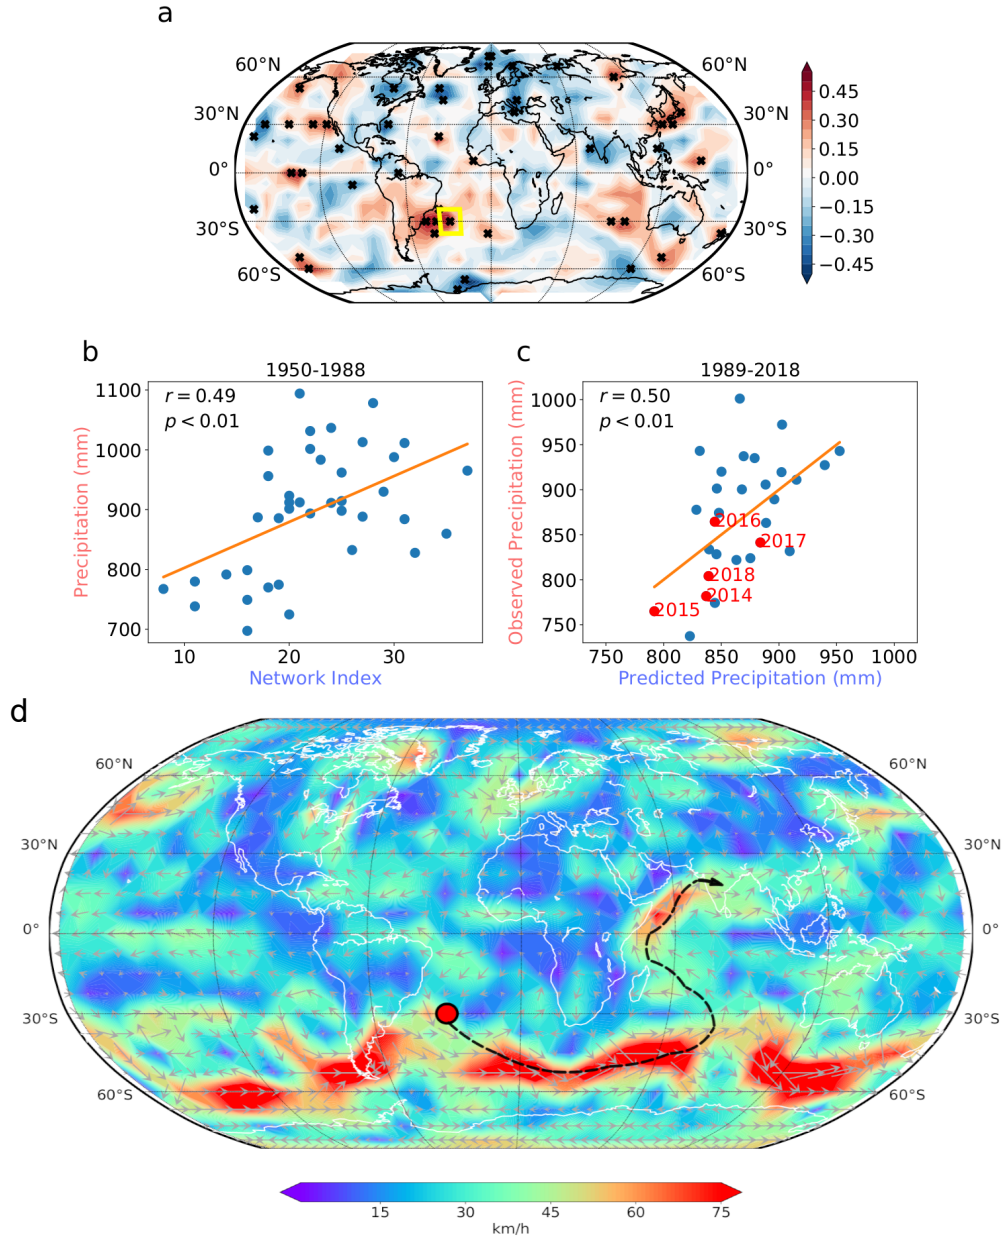 a
60°N
30°N
0°
30°S
60°S
60°N
30°N
0°
30°S
60°S
0.45
0.30
0.15
0.00
−0.15
−0.30
−0.45
b
1950-1988
r = 0.49
p < 0.01
1100
1000
900
800
700
10
20
30
Precipitation (mm)
Network Index
c
1989-2018
r = 0.50
p < 0.01
1000
950
900
850
800
750
2016
2017
2018
2014
2015
750
800
850
900
950
1000
Observed Precipitation (mm)
Predicted Precipitation (mm)
d
60°N
30°N
0°
30°S
60°S
60°N
30°N
0°
30°S
60°S
15
30
45
60
75
km/h